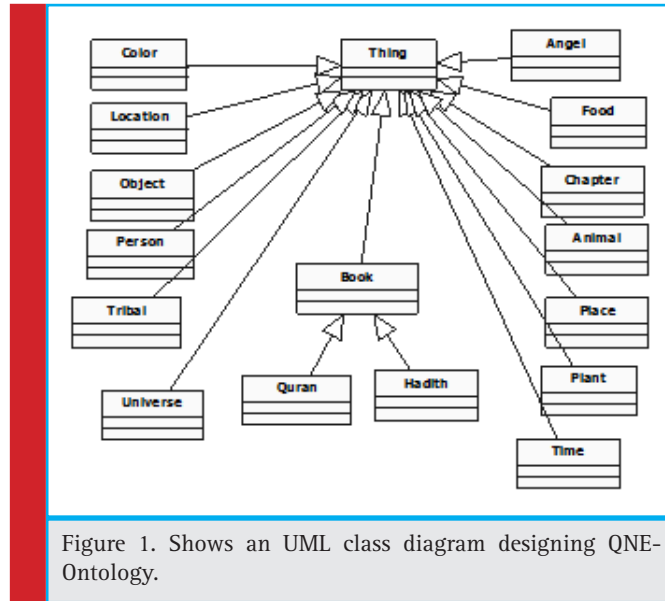 Color
Thing
Angel
Location
Food
Object
Chapter
Person
Animal
Book
Tribal
Place
Quran
Hadith
Plant
Universe
Time
Figure 1. Shows an UML class diagram designing QNE-
Ontology.